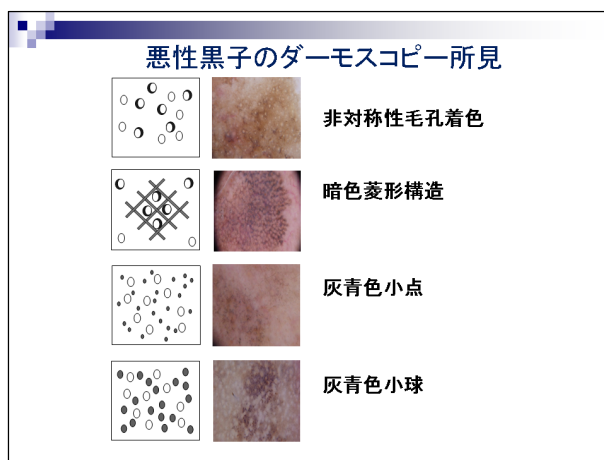 悪性黒子のダーモスコピー所見
非対称性毛孔着色
暗色菱形構造
灰青色小点
灰青色小球